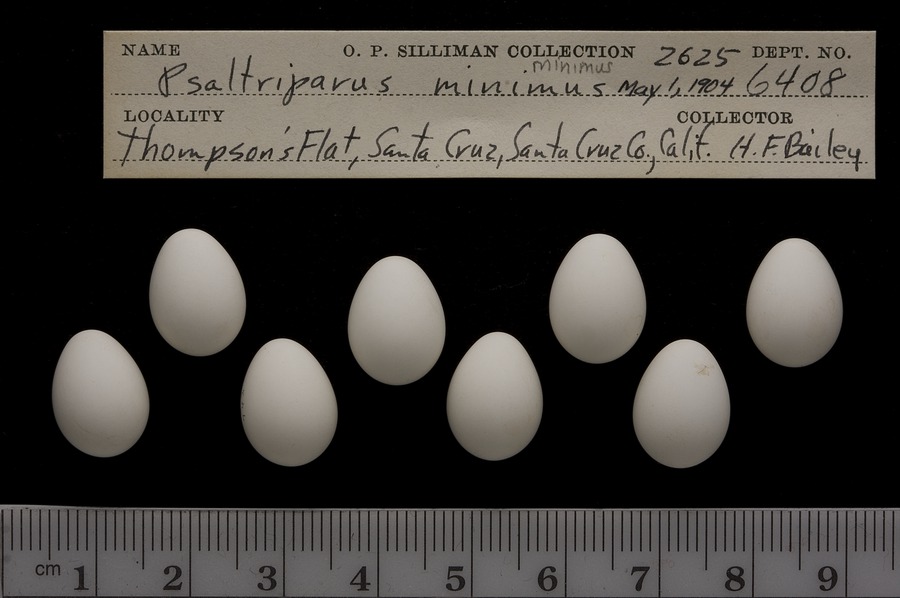 NAME O. P. SILLIMAN COLLECTION 2625 DEPT. NO.
minimus
Psaltriparus minimus May 1, 1904 6408
LOCALITY COLLECTOR
Thompson's Flat, Santa Cruz, Santa Cruz Co., Calif. H. F. Bailey
cm 1 2 3 4 5 6 7 8 9